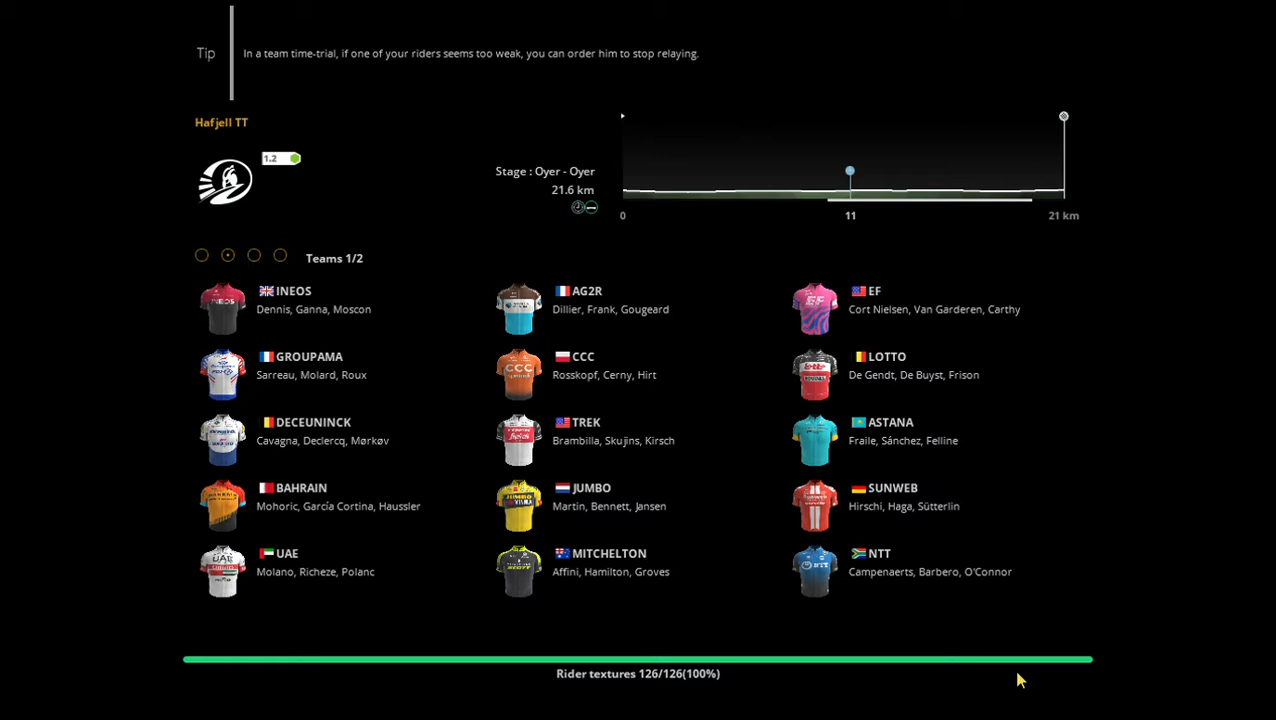 Tip
In a team time-trial, if one of your riders seems too weak, you can order him to stop relaying.
Hafjell TT
1.2
Stage : Oyer - Oyer
21.6 km
0
11
21 km
Teams 1/2
INEOS
Dennis, Ganna, Moscon
AG2R
Dillier, Frank, Gougeard
EF
Cort Nielsen, Van Garderen, Carthy
GROUPAMA
Sarreau, Molard, Roux
CCC
Rosskopf, Cerny, Hirt
LOTTO
De Gendt, De Buyst, Frison
DECEUNINCK
Cavagna, Declercq, Mørkøv
TREK
Brambilla, Skujins, Kirsch
ASTANA
Fraile, Sánchez, Felline
BAHRAIN
Mohoric, García Cortina, Haussler
JUMBO
Martin, Bennett, Jansen
SUNWEB
Hirschi, Haga, Sütterlin
UAE
Molano, Richeze, Polanc
MITCHELTON
Affini, Hamilton, Groves
NTT
Campenaerts, Barbero, O'Connor
Rider textures 126/126(100%)